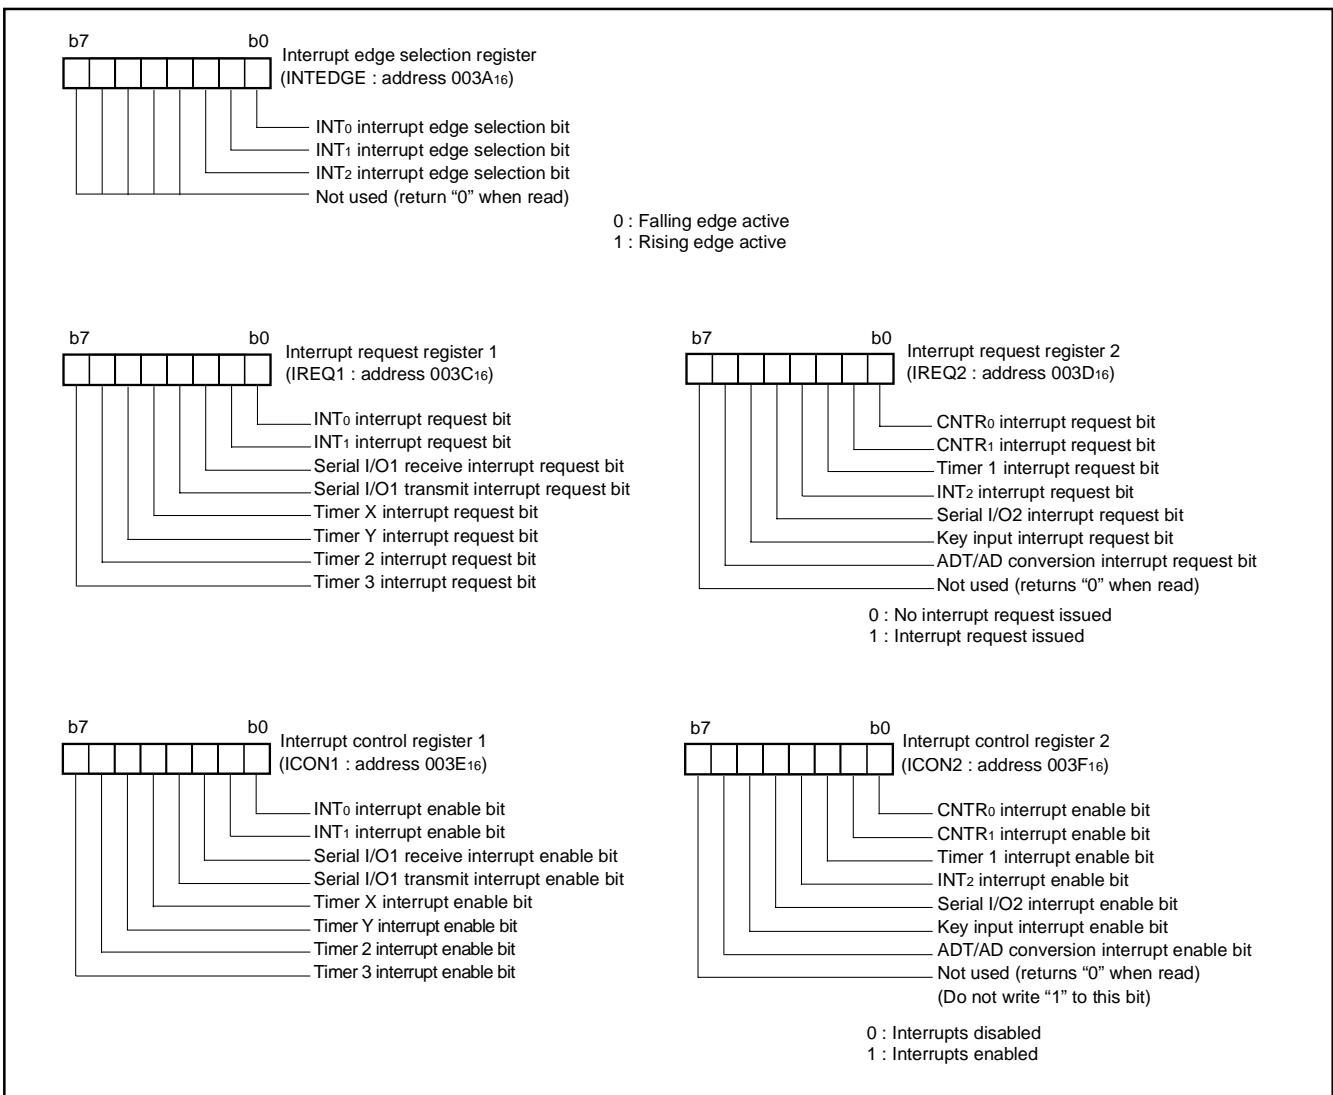 b7 b0
Interrupt edge selection register
(INTEDGE : address 003A16)
INT0 interrupt edge selection bit
INT1 interrupt edge selection bit
INT2 interrupt edge selection bit
Not used (return “0” when read)
0 : Falling edge active
1 : Rising edge active
b7 b0
Interrupt request register 1
(IREQ1 : address 003C16)
INT0 interrupt request bit
INT1 interrupt request bit
Serial I/O1 receive interrupt request bit
Serial I/O1 transmit interrupt request bit
Timer X interrupt request bit
Timer Y interrupt request bit
Timer 2 interrupt request bit
Timer 3 interrupt request bit
b7 b0
Interrupt request register 2
(IREQ2 : address 003D16)
CNTR0 interrupt request bit
CNTR1 interrupt request bit
Timer 1 interrupt request bit
INT2 interrupt request bit
Serial I/O2 interrupt request bit
Key input interrupt request bit
ADT/AD conversion interrupt request bit
Not used (returns “0” when read)
0 : No interrupt request issued
1 : Interrupt request issued
b7 b0
Interrupt control register 1
(ICON1 : address 003E16)
INT0 interrupt enable bit
INT1 interrupt enable bit
Serial I/O1 receive interrupt enable bit
Serial I/O1 transmit interrupt enable bit
Timer X interrupt enable bit
Timer Y interrupt enable bit
Timer 2 interrupt enable bit
Timer 3 interrupt enable bit
b7 b0
Interrupt control register 2
(ICON2 : address 003F16)
CNTR0 interrupt enable bit
CNTR1 interrupt enable bit
Timer 1 interrupt enable bit
INT2 interrupt enable bit
Serial I/O2 interrupt enable bit
Key input interrupt enable bit
ADT/AD conversion interrupt enable bit
Not used (returns “0” when read)
(Do not write “1” to this bit)
0 : Interrupts disabled
1 : Interrupts enabled